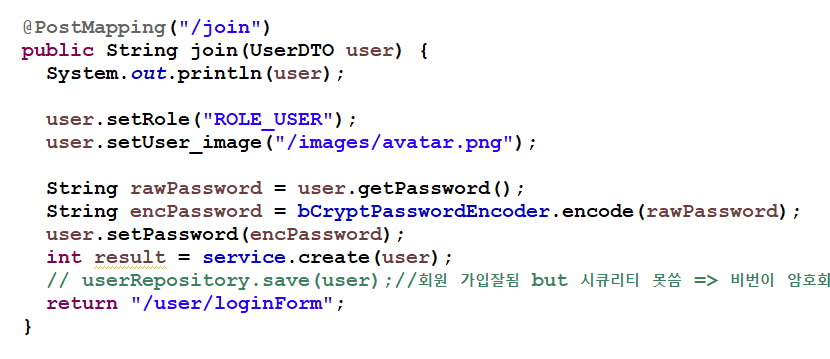 @PostMapping("/join")
public String join(UserDTO user) {
System.out.println(user);
user.setRole("ROLE_USER");
user.setUser_image("/images/avatar.png");
String rawPassword = user.getPassword();
String encPassword = bCryptPasswordEncoder.encode(rawPassword);
user.setPassword(encPassword);
int result = service.create(user);
// userRepository.save(user);//회원 가입잘됨 but 시큐리티 못씀 => 비번이 암호화
return "/user/loginForm";
}